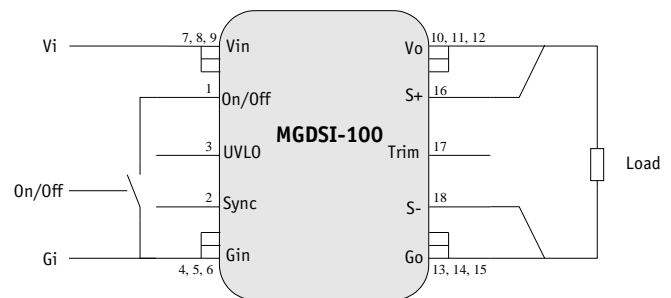 Vi 7, 8, 9 Vin Vo 10, 11, 12
1 On/Off S+ 16
MGDSI-100
3 UVLO Trim 17
Load
On/Off 2 Sync S- 18
Gi 4, 5, 6 Gin Go 13, 14, 15